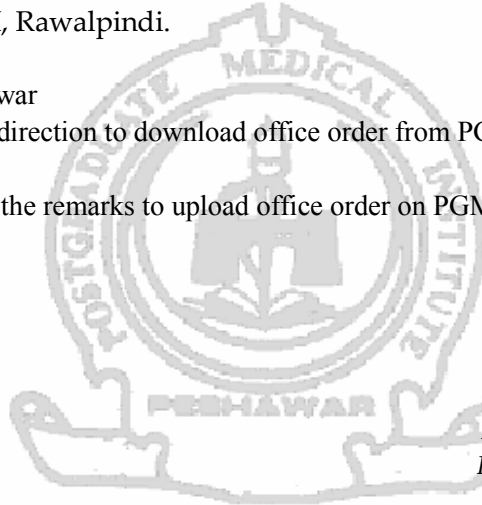 , Rawalpindi.
war
direction to download office order from PG
the remarks to upload office order on PGM
POSTGRADUATE MEDICAL INSTITUTE
PESHAWAR